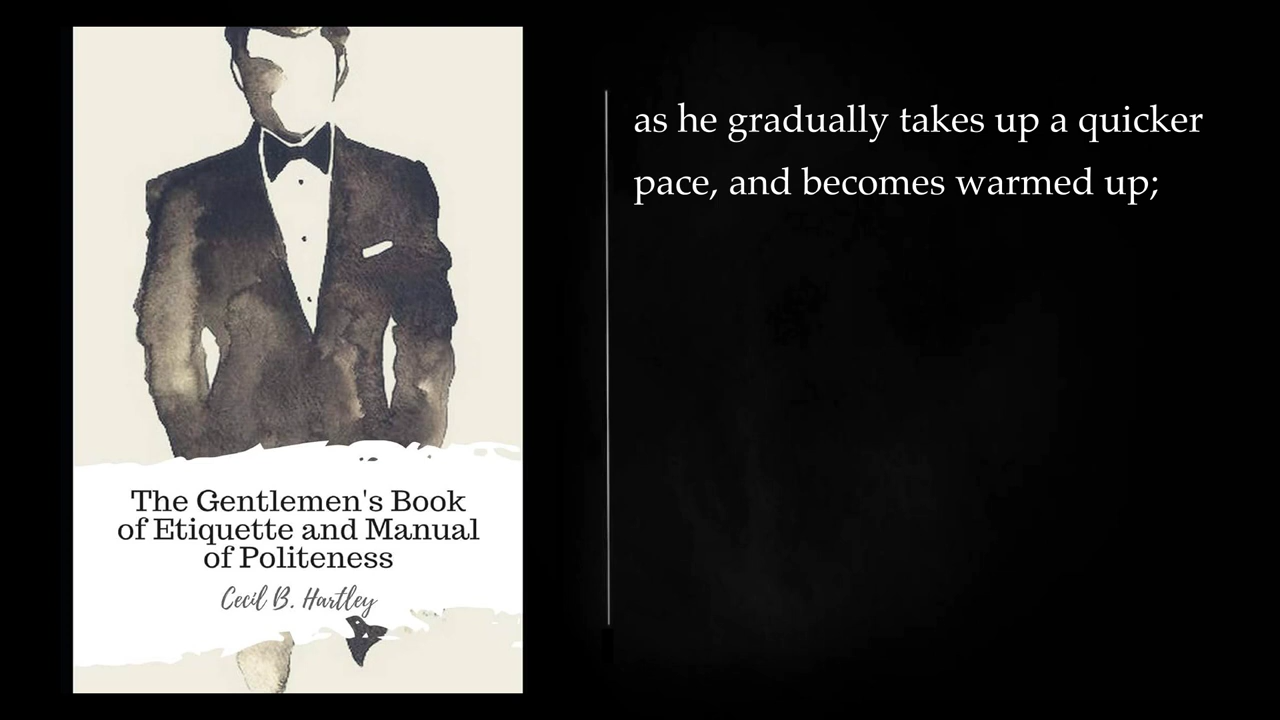 The Gentlemen's Book
of Etiquette and Manual
of Politeness
Cecil B. Hartley
as he gradually takes up a quicker
pace, and becomes warmed up;